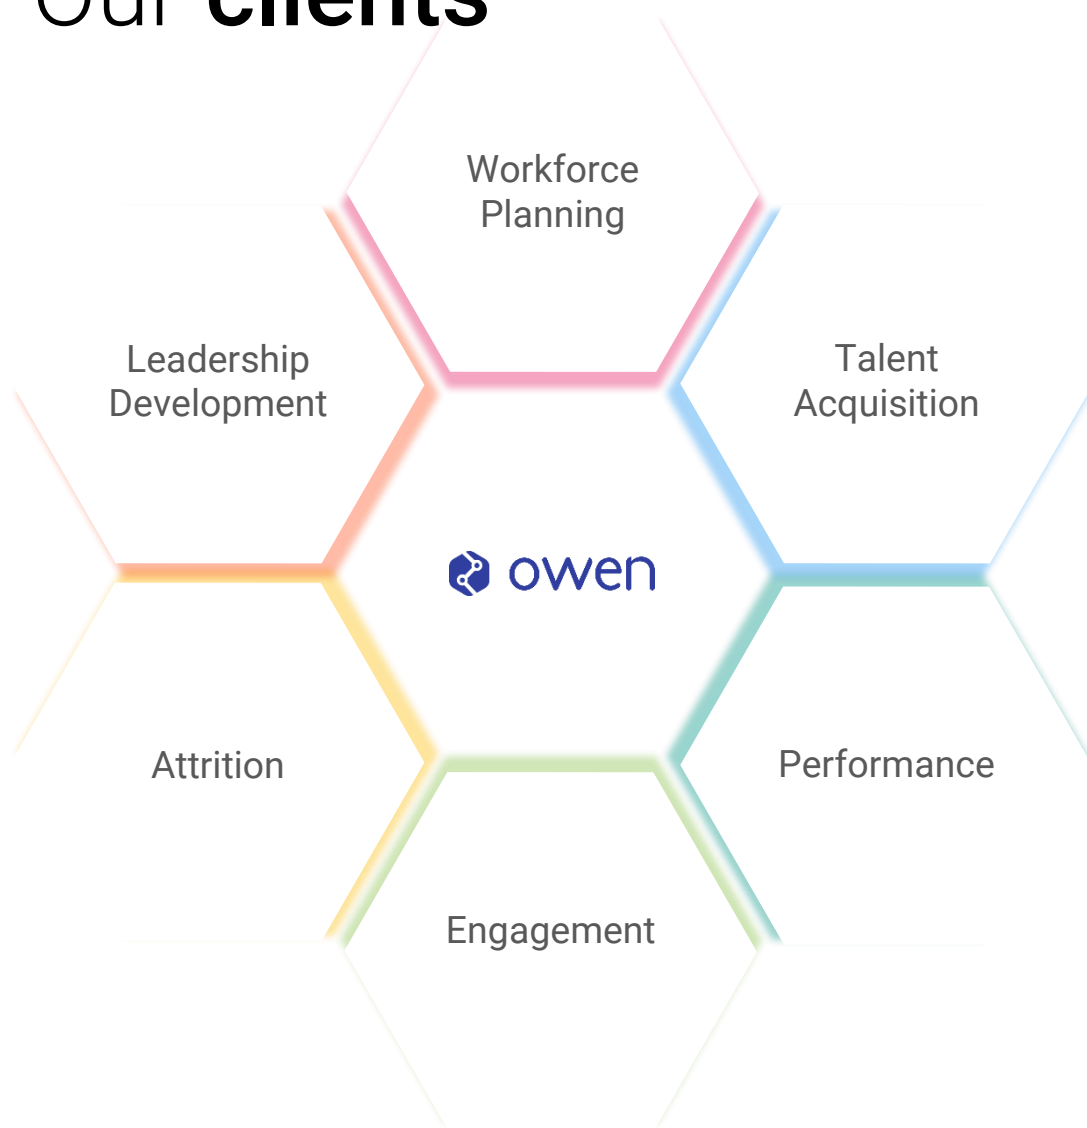 Our clients
Workforce
Planning
Leadership
Development
Talent
Acquisition
owen
Attrition
Performance
Engagement